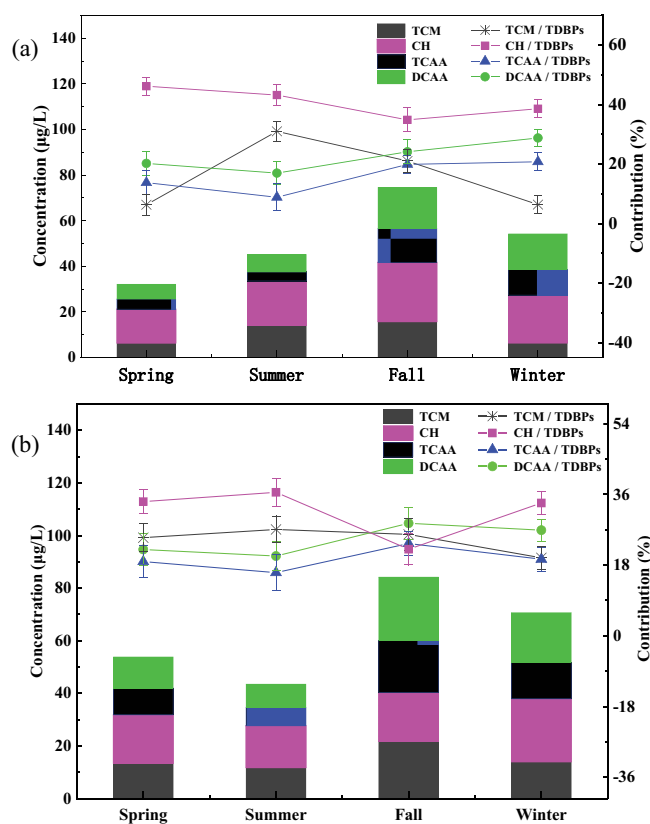 (a)
Concentration (μg/L)
140
120
100
80
60
40
20
0
TCM
CH
TCAA
DCAA
TCM / TDBPs
CH / TDBPs
TCAA / TDBPs
DCAA / TDBPs
60
40
20
0
-20
-40
Contribution (%)
Spring Summer Fall Winter
(b)
Concentration (μg/L)
140
120
100
80
60
40
20
0
TCM
CH
TCAA
DCAA
TCM / TDBPs
CH / TDBPs
TCAA / TDBPs
DCAA / TDBPs
54
36
18
0
-18
-36
Contribution (%)
Spring Summer Fall Winter